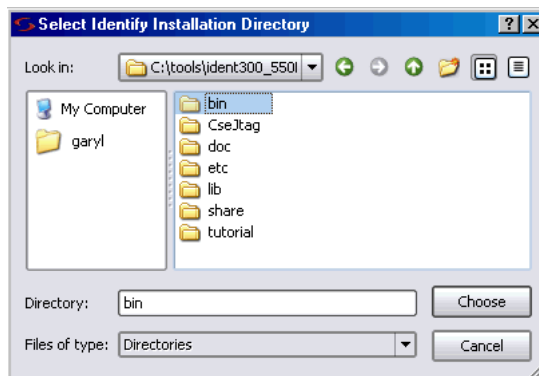 Select Identify Installation Directory
Look in: C:\tools\ident300_550
My Computer
garyl
bin
CseJtag
doc
etc
lib
share
tutorial
Directory: bin Choose
Files of type: Directories Cancel